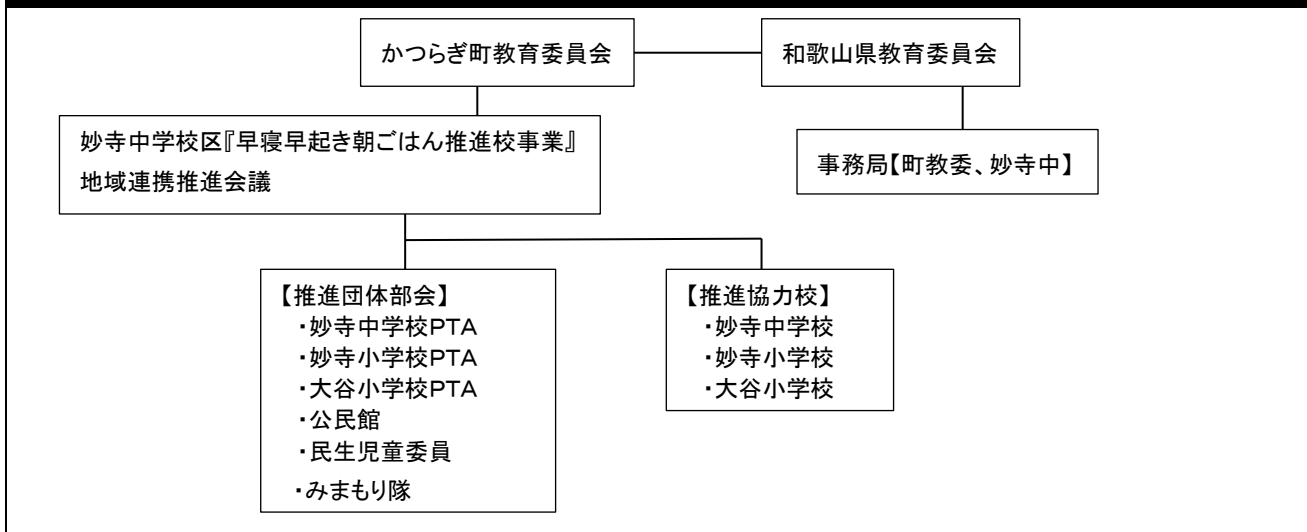 かつらぎ町教育委員会
和歌山県教育委員会
妙寺中学校区『早寝早起き朝ごはん推進校事業』
地域連携推進会議
事務局【町教委、妙寺中】
【推進団体部会】
・妙寺中学校PTA
・妙寺小学校PTA
・大谷小学校PTA
・公民館
・民生児童委員
・みまもり隊
【推進協力校】
・妙寺中学校
・妙寺小学校
・大谷小学校